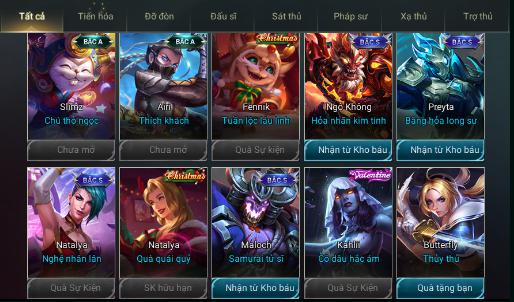 Tất cả
Tiến hóa
Đỡ đòn
Đấu sĩ
Sát thủ
Pháp sư
Xạ thủ
Trợ thủ
BẬC A
Slimz
Chú thỏ ngọc
Chưa mở
BẬC A
Airi
Thích khách
Chưa mở
Christmas
Fennik
Tuần lộc láu lỉnh
Quà Sự kiện
BẬC S
Ngộ Không
Hỏa nhãn kim tinh
Nhận từ Kho báu
BẬC S
Preyta
Băng hỏa long sự
Nhận từ Kho báu
BẬC S
Natalya
Nghệ nhân lân
Quà Sự Kiện
Christmas
Natalya
Quà quái quỷ
SK hữu hạn
BẬC S
Maloch
Samurai tử sĩ
Nhận từ Kho báu
Valentine
Kahlii
Cô dâu hắc ám
Quà Sự kiện
Butterfly
Thủy thủ
Quà tặng bạn